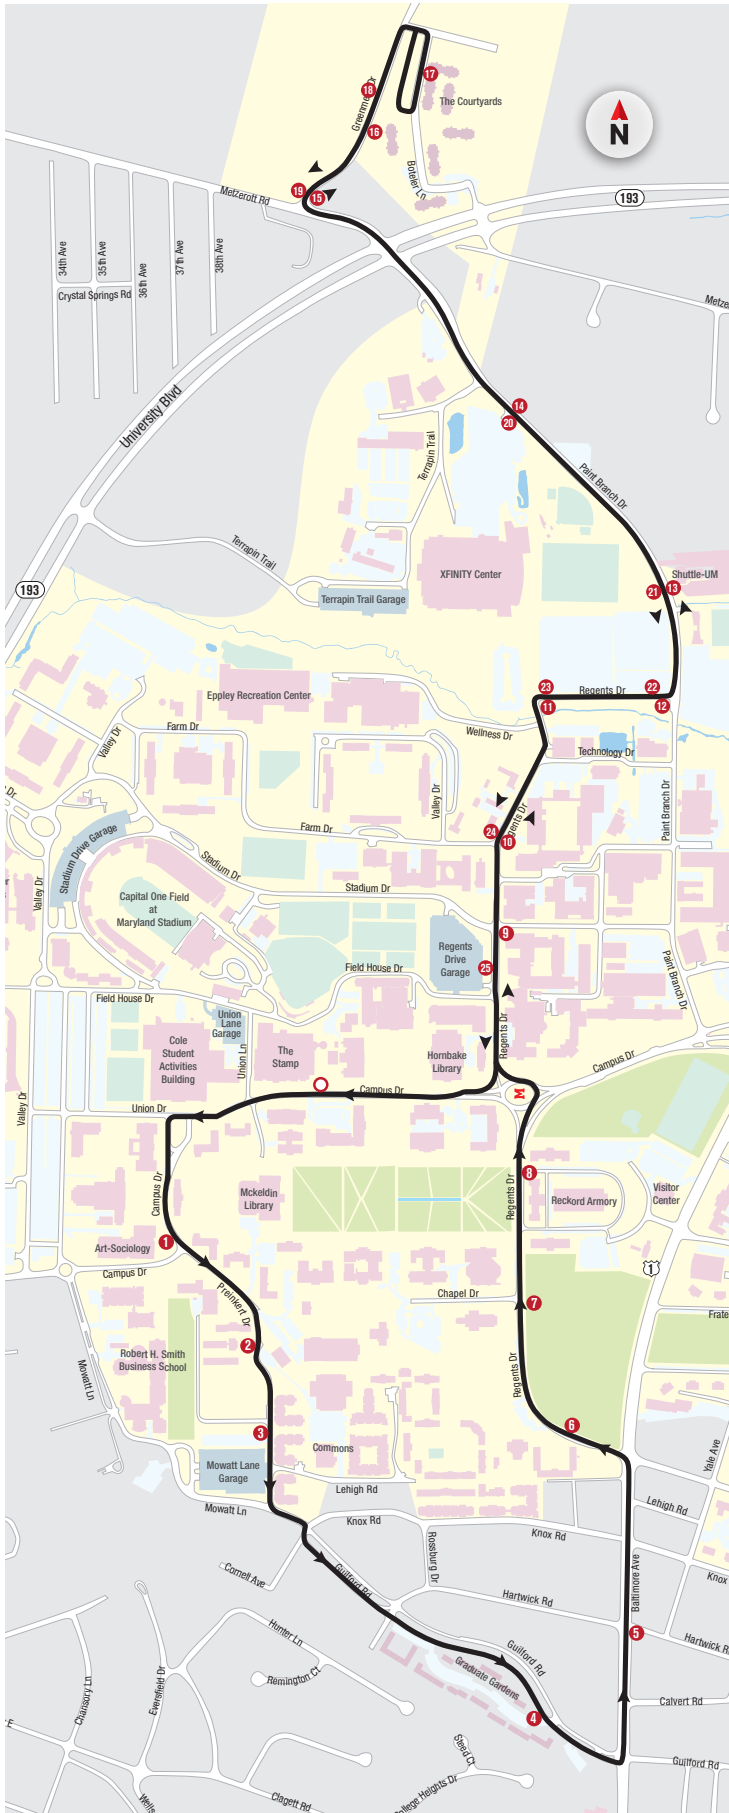 17
18
Greenmead Dr
The Courtyards
16
N
Boteler Ln
19
15
Metzerott Rd
193
34th Ave
35th Ave
36th Ave
37th Ave
38th Ave
Crystal Springs Rd
Metze
University Blvd
14
20
Terrapin Trail
Paint Branch Dr
Terrapin Trail
XFINITY Center
Shuttle-UM
21
13
193
Terrapin Trail Garage
Eppley Recreation Center
23
Regents Dr
22
11
12
Farm Dr
Wellness Dr
Valley Dr
Technology Dr
Valley Dr
Paint Branch Dr
Stadium Drive Garage
Farm Dr
24
10
Regents Dr
Stadium Dr
Valley Dr
Stadium Dr
Capital One Field
at
Maryland Stadium
9
Regents
Drive
Garage
25
Field House Dr
Paint Branch Dr
Field House Dr
Union
Lane
Garage
Regents Dr
Cole
Student
Activities
Building
Union Ln
The
Stamp
Hornbake
Library
Campus Dr
Campus Dr
M
Valley Dr
Union Dr
8
Campus Dr
Mckeldin
Library
Regents Dr
Reckord Armory
Visitor
Center
1
Art-Sociology
Campus Dr
1
Preinkert Dr
Chapel Dr
7
Frate
2
Robert H. Smith
Business School
Mowatt Ln
Regents Dr
6
3
Commons
Yale Ave
Mowatt Lane
Garage
Lehigh Rd
Lehigh Rd
Mowatt Ln
Knox Rd
Knox Rd
Rossburg Dr
Baltimore Ave
Cornell Ave
Guilford Rd
Knox
Hartwick Rd
5
Hartwick R
Hunter Ln
Guilford Rd
Remington Ct
Graduate Gardens
Chansory Ln
Eversfield Dr
4
Calvert Rd
E
Steed Ct
Guilford Rd
Wells
Clagett Rd
College Heights Dr